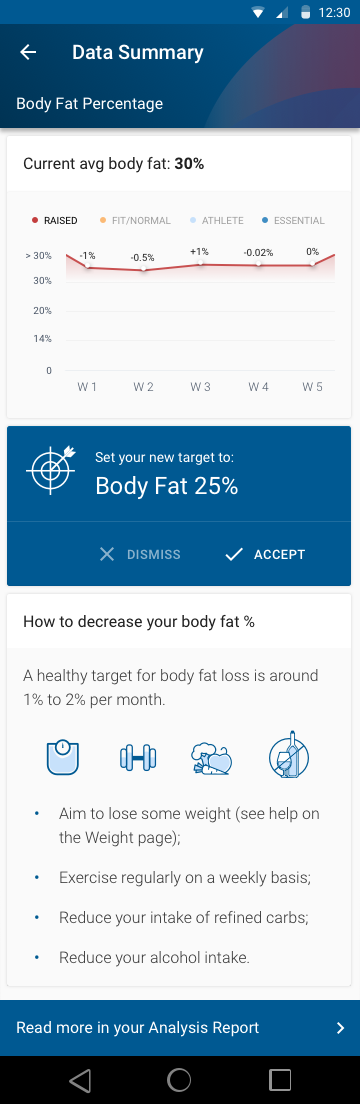 12:30
Data Summary
Body Fat Percentage
Current avg body fat: 30%
RAISED FIT/NORMAL ATHLETE ESSENTIAL
> 30% -1% -0.5% +1% -0.02% 0%
30%
20%
14%
0
W 1 W 2 W 3 W 4 W 5
Set your new target to:
Body Fat 25%
DISMISS ACCEPT
How to decrease your body fat %
A healthy target for body fat loss is around
1% to 2% per month.
• Aim to lose some weight (see help on
the Weight page);
• Exercise regularly on a weekly basis;
• Reduce your intake of refined carbs;
• Reduce your alcohol intake.
Read more in your Analysis Report